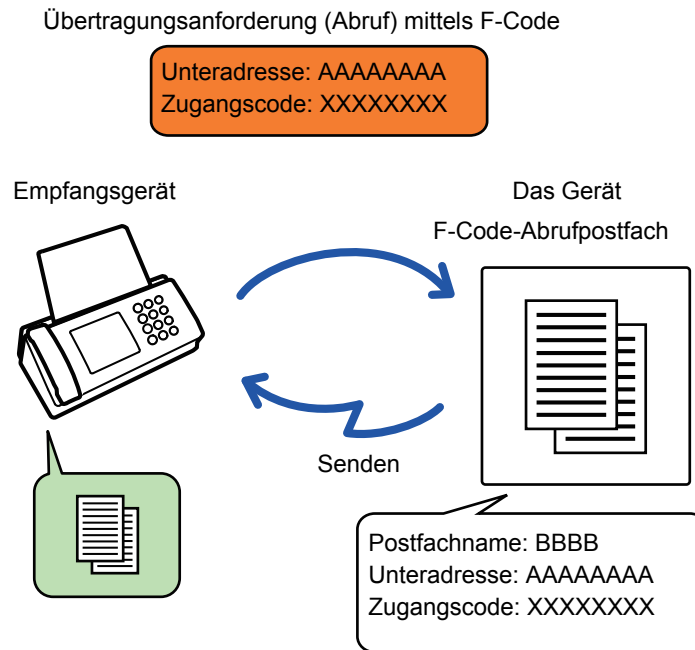 Übertragungsanforderung (Abruf) mittels F-Code
Unteradresse: AAAAAAAA
Zugangscode: XXXXXXXX
Empfangsgerät
Das Gerät
F-Code-Abrufpostfach
Senden
Postfachname: BBBB
Unteradresse: AAAAAAAA
Zugangscode: XXXXXXXX